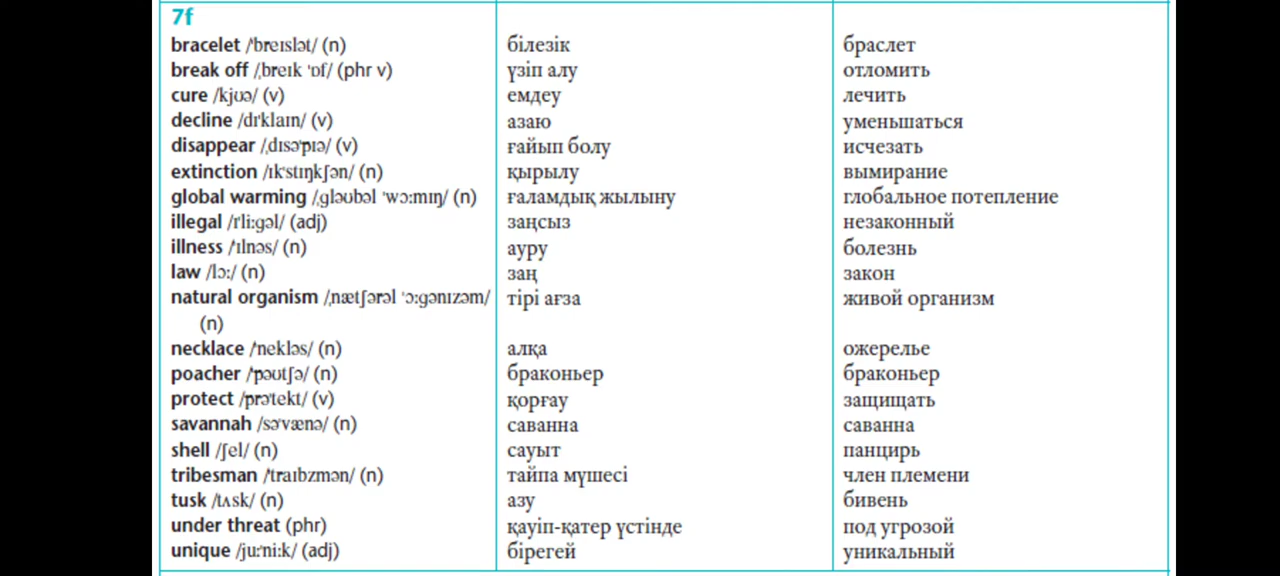 7f
bracelet /ˈbreɪslət/ (n) білезік браслет
break off /ˌbreɪk ˈɒf/ (phr v) үзіп алу отломить
cure /kjʊə/ (v) емдеу лечить
decline /dɪˈklaɪn/ (v) азаю уменьшаться
disappear /ˌdɪsəˈpɪə/ (v) ғайып болу исчезать
extinction /ɪkˈstɪŋkʃən/ (n) қырылу вымирание
global warming /ˌɡləʊbəl ˈwɔːmɪŋ/ (n) ғаламдық жылыну глобальное потепление
illegal /ɪˈliːɡəl/ (adj) заңсыз незаконный
illness /ˈɪlnəs/ (n) ауру болезнь
law /lɔː/ (n) заң закон
natural organism /ˌnætʃərəl ˈɔːɡənɪzəm/ тірі ағза живой организм
(n)
necklace /ˈnekləs/ (n) алқа ожерелье
poacher /ˈpəʊtʃə/ (n) браконьер браконьер
protect /prəˈtekt/ (v) қорғау защищать
savannah /səˈvænə/ (n) саванна саванна
shell /ʃel/ (n) сауыт панцирь
tribesman /ˈtraɪbzmən/ (n) тайпа мүшесі член племени
tusk /tʌsk/ (n) азу бивень
under threat (phr) қауіп-қатер үстінде под угрозой
unique /juːˈniːk/ (adj) бірегей уникальный